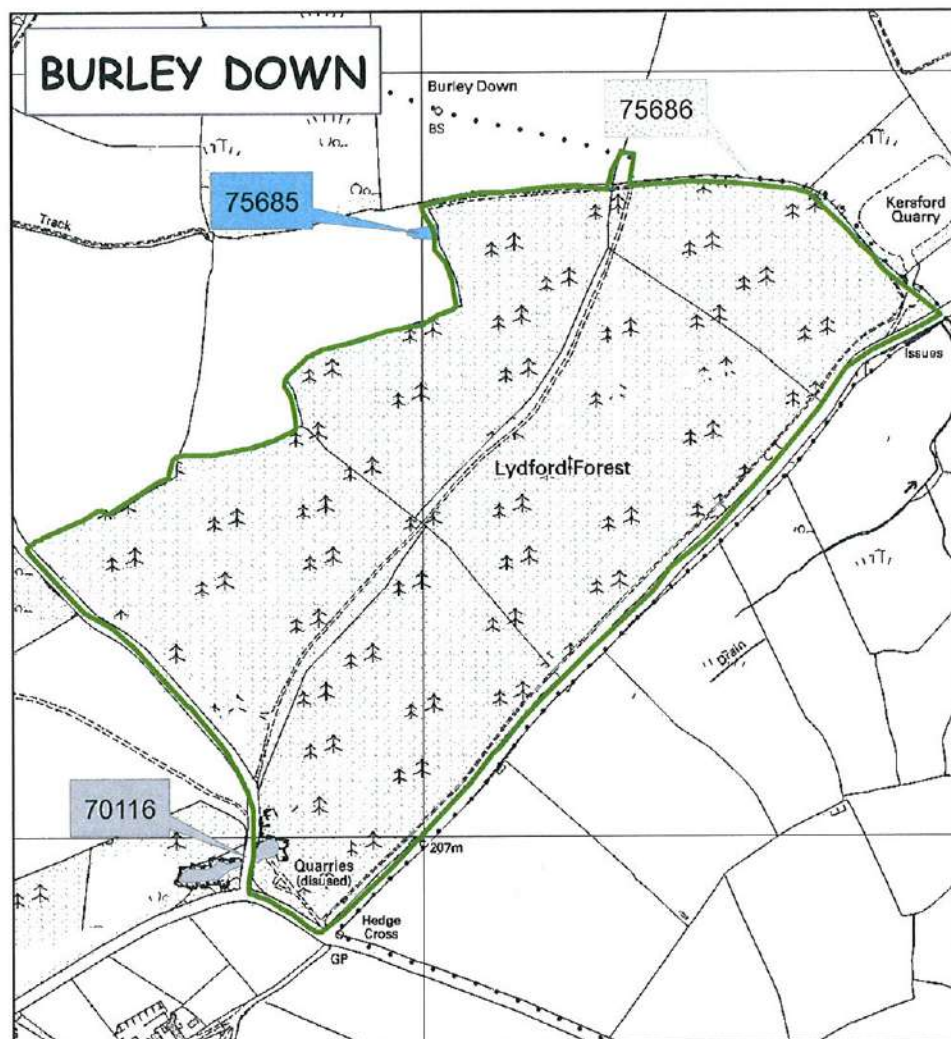 BURLEY DOWN
Burley Down
BS
75686
75685
Kersford
Quarry
Track
Issues
Lydford Forest
Drain
70116
207m
Quarries
(disused)
Hedge
Cross
GP